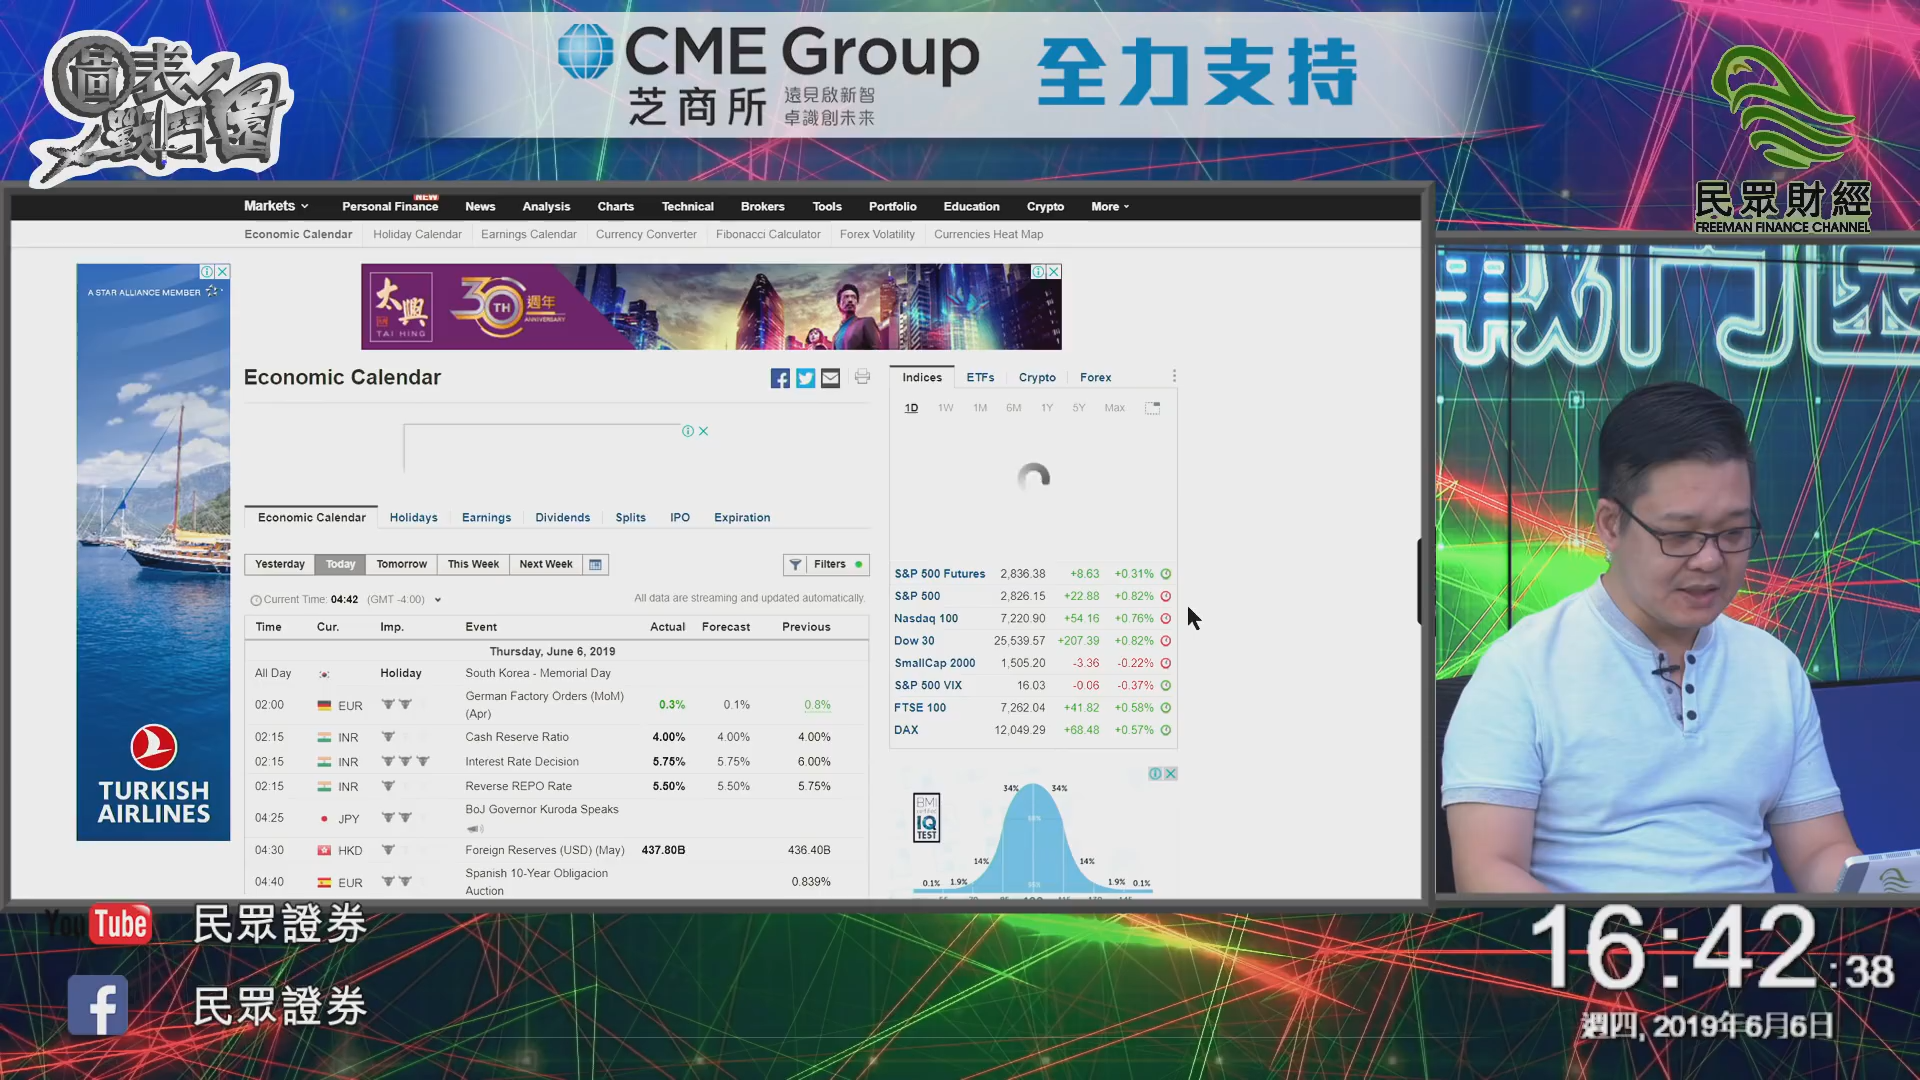 圖表戰鬥圈
CME Group 全力支持
芝商所 遠見啟新智
卓識創未來
民眾財經
FREEMAN FINANCE CHANNEL
Markets Personal Finance NEW News Analysis Charts Technical Brokers Tools Portfolio Education Crypto More
Economic Calendar Holiday Calendar Earnings Calendar Currency Converter Fibonacci Calculator Forex Volatility Currencies Heat Map
A STAR ALLIANCE MEMBER
TURKISH
AIRLINES
太興
TAI HING
30TH 週年
ANNIVERSARY
Economic Calendar
Economic Calendar Holidays Earnings Dividends Splits IPO Expiration
Yesterday Today Tomorrow This Week Next Week Filters
Current Time: 04:42 (GMT -4:00) All data are streaming and updated automatically.
Time Cur. Imp. Event Actual Forecast Previous
Thursday, June 6, 2019
All Day Holiday South Korea - Memorial Day
02:00 EUR German Factory Orders (MoM) (Apr) 0.3% 0.1% 0.8%
02:15 INR Cash Reserve Ratio 4.00% 4.00% 4.00%
02:15 INR Interest Rate Decision 5.75% 5.75% 6.00%
02:15 INR Reverse REPO Rate 5.50% 5.50% 5.75%
04:25 JPY BoJ Governor Kuroda Speaks
04:30 HKD Foreign Reserves (USD) (May) 437.80B 436.40B
04:40 EUR Spanish 10-Year Obligacion Auction 0.839%
Indices ETFs Crypto Forex
1D 1W 1M 6M 1Y 5Y Max
S&P 500 Futures 2,836.38 +8.63 +0.31%
S&P 500 2,826.15 +22.88 +0.82%
Nasdaq 100 7,220.90 +54.16 +0.76%
Dow 30 25,539.57 +207.39 +0.82%
SmallCap 2000 1,505.20 -3.36 -0.22%
S&P 500 VIX 16.03 -0.06 -0.37%
FTSE 100 7,262.04 +41.82 +0.58%
DAX 12,049.29 +68.48 +0.57%
BMI
IQ
TEST
34% 34%
14% 14%
0.1% 1.9% 1.9% 0.1%
YouTube 民眾證券
f 民眾證券
16:42:38
週四, 2019年6月6日